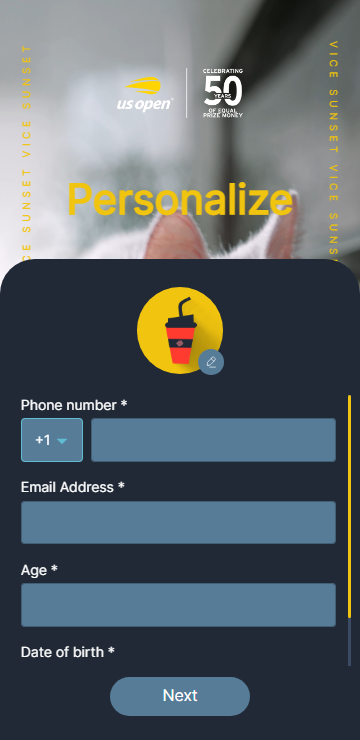 CELEBRATING
50
YEARS
OF EQUAL
PRIZE MONEY
us open
VICE SUNSET VICE SUNSET
VICE SUNSET VICE SUNS
Personalize
Phone number *
+1
Email Address *
Age *
Date of birth *
Next